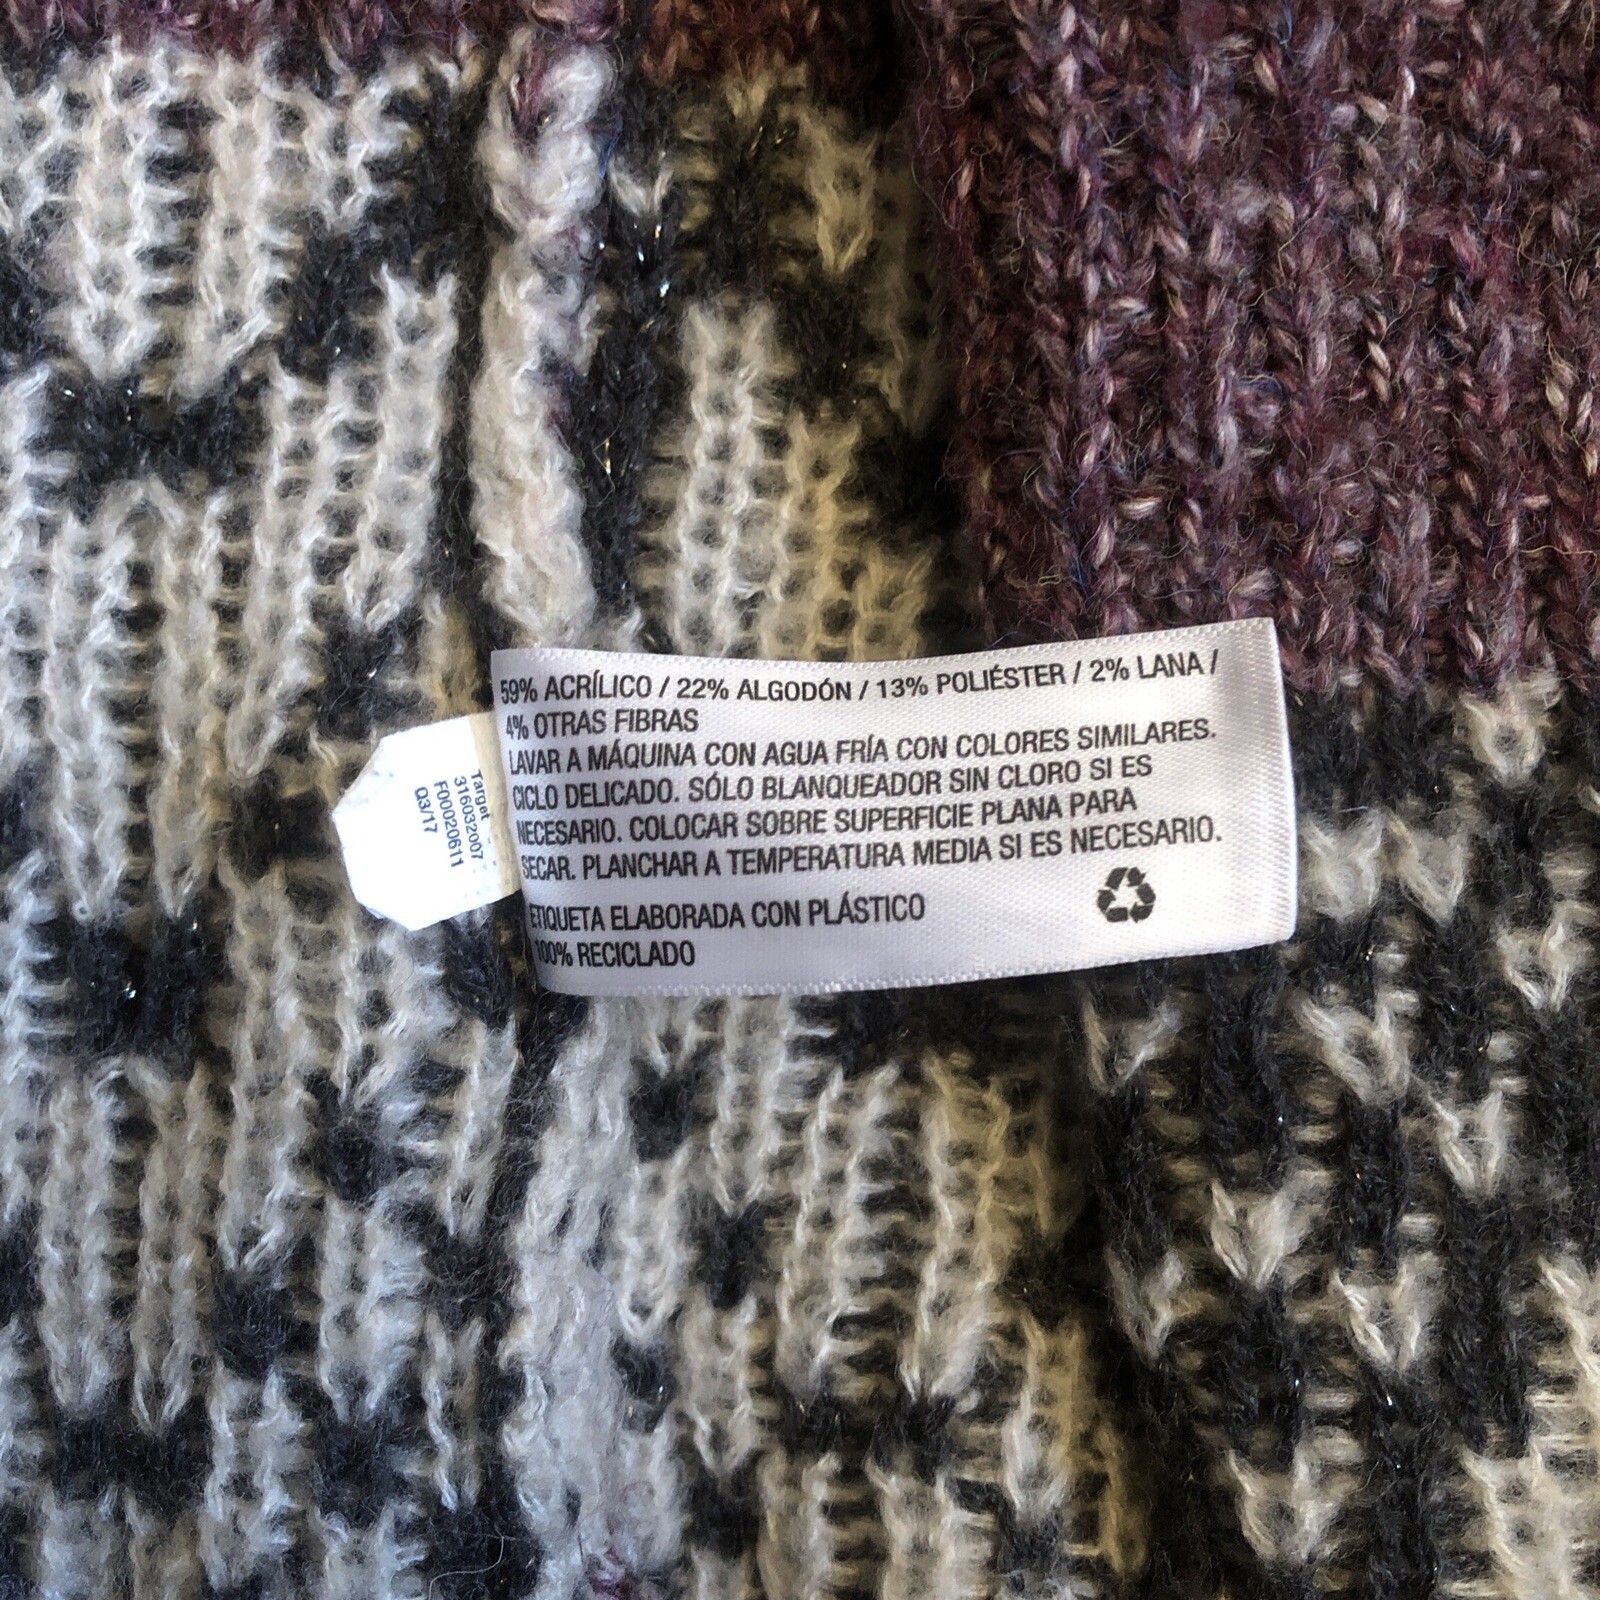 59% ACRÍLICO / 22% ALGODÓN / 13% POLIÉSTER / 2% LANA /
4% OTRAS FIBRAS
LAVAR A MÁQUINA CON AGUA FRÍA CON COLORES SIMILARES.
CICLO DELICADO. SÓLO BLANQUEADOR SIN CLORO SI ES
NECESARIO. COLOCAR SOBRE SUPERFICIE PLANA PARA
SECAR. PLANCHAR A TEMPERATURA MEDIA SI ES NECESARIO.
ETIQUETA ELABORADA CON PLÁSTICO
100% RECICLADO
Target
316032007
F00020611
Q3/17